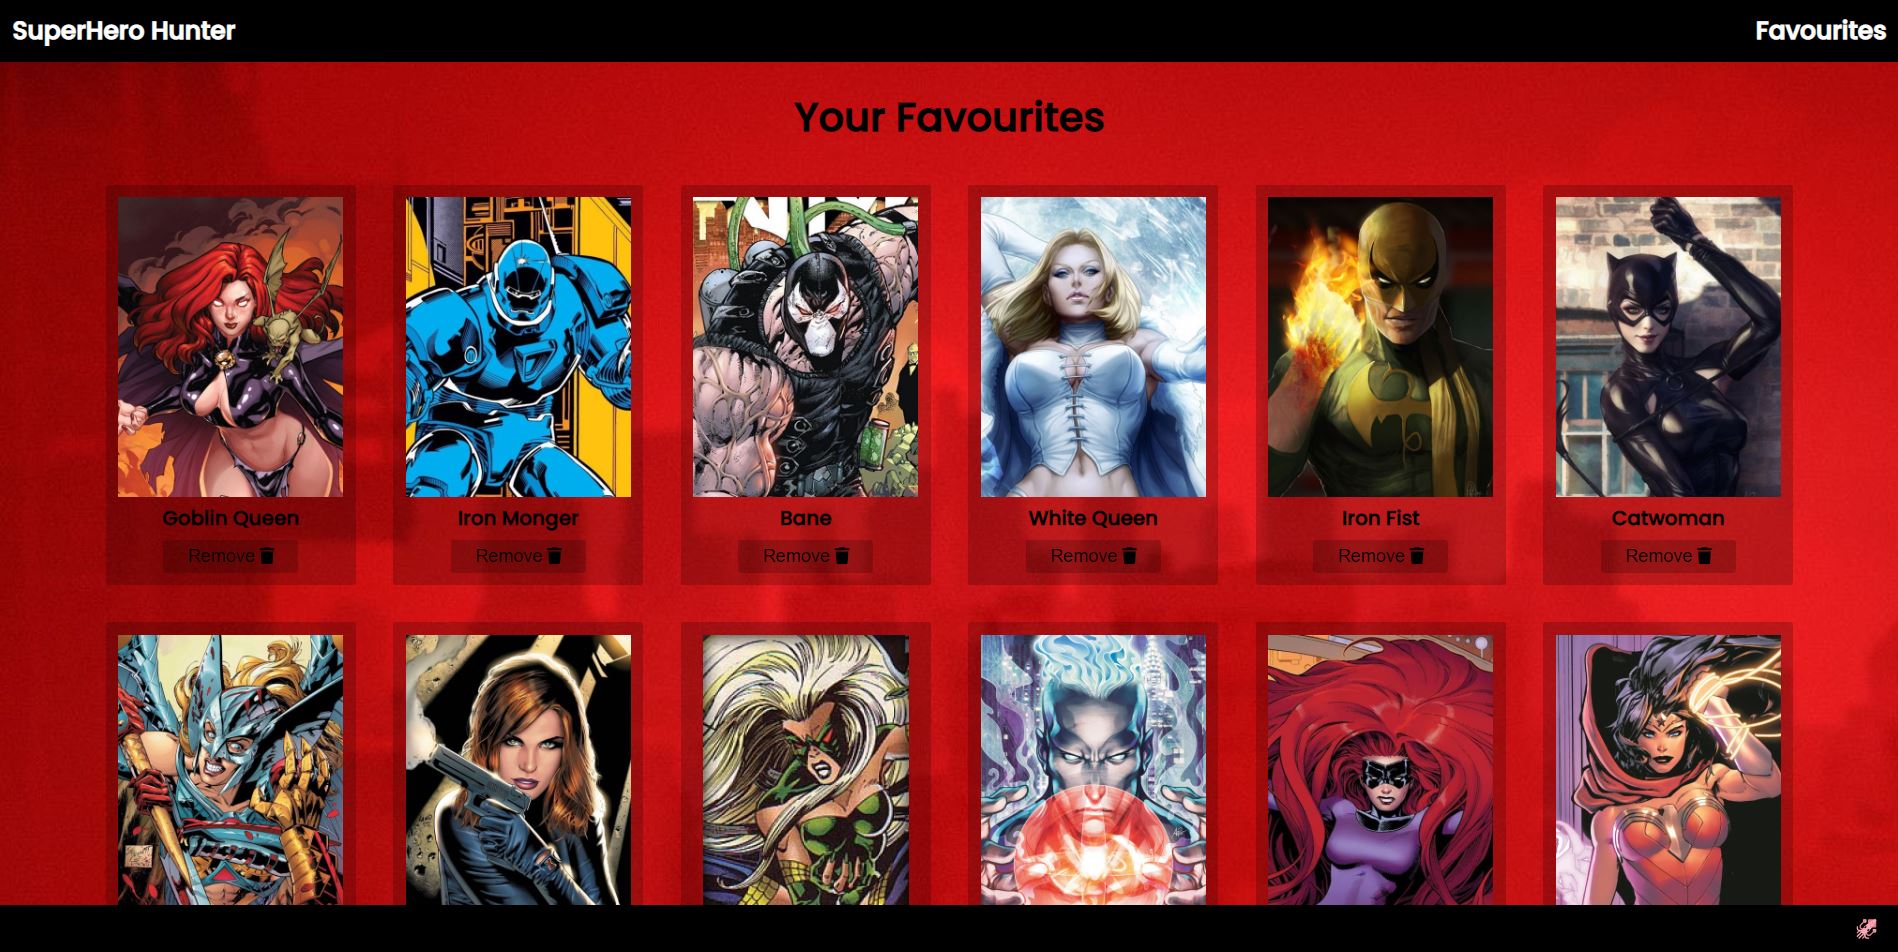 SuperHero Hunter
Favourites
Your Favourites
Goblin Queen
Iron Monger
Bane
White Queen
Iron Fist
Catwoman
Remove
Remove
Remove
Remove
Remove
Remove